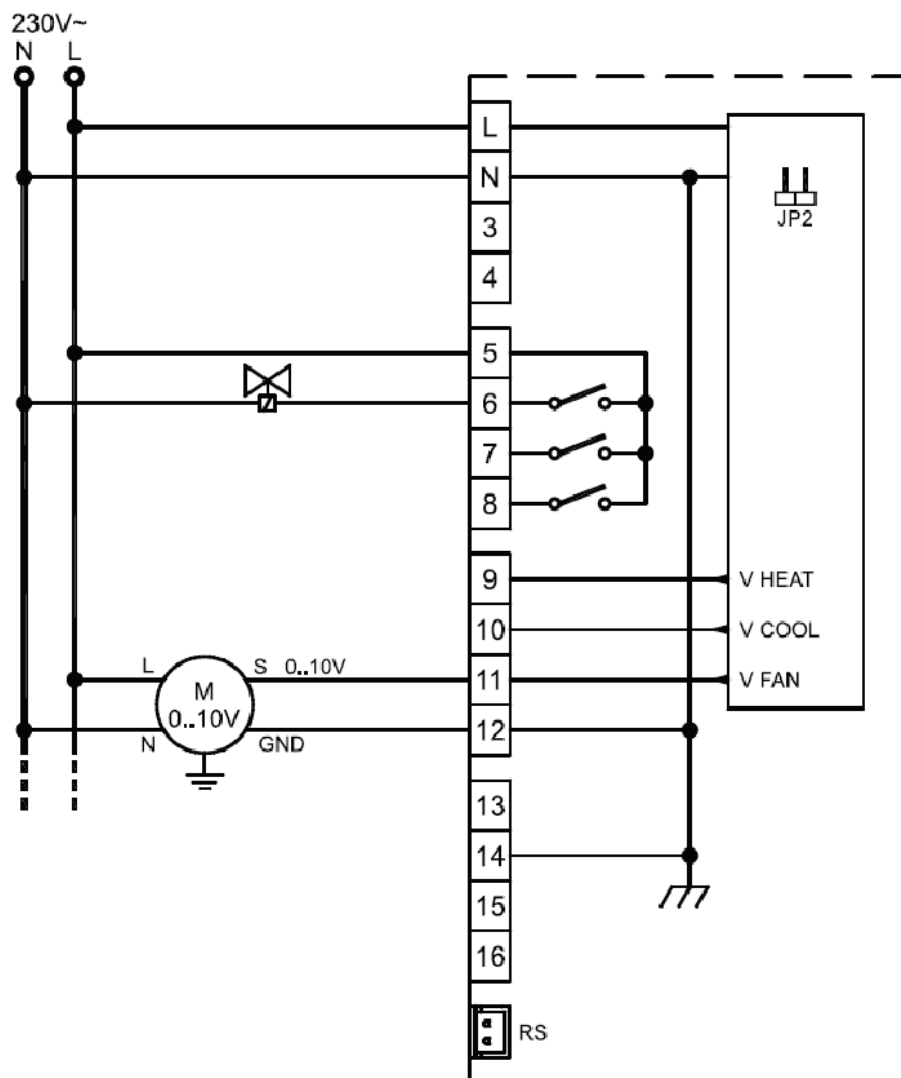 230V~
N L
L
N
JP2
3
4
5
6
7
8
9 V HEAT
10 V COOL
L S 0..10V 11 V FAN
M
0..10V
N GND 12
13
14
15
16
RS